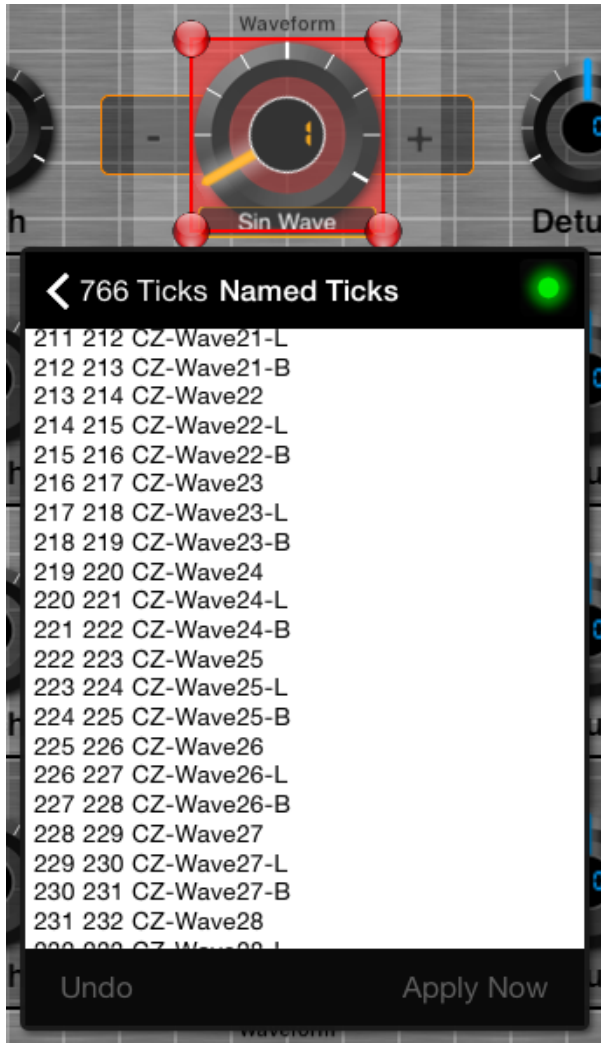 Waveform
-
1
+
Sin Wave
h
Detu
766 Ticks Named Ticks
211 212 CZ-Wave21-L
212 213 CZ-Wave21-B
213 214 CZ-Wave22
214 215 CZ-Wave22-L
215 216 CZ-Wave22-B
216 217 CZ-Wave23
217 218 CZ-Wave23-L
218 219 CZ-Wave23-B
219 220 CZ-Wave24
220 221 CZ-Wave24-L
221 222 CZ-Wave24-B
222 223 CZ-Wave25
223 224 CZ-Wave25-L
224 225 CZ-Wave25-B
225 226 CZ-Wave26
226 227 CZ-Wave26-L
227 228 CZ-Wave26-B
228 229 CZ-Wave27
229 230 CZ-Wave27-L
230 231 CZ-Wave27-B
231 232 CZ-Wave28
Undo Apply Now
Waveform